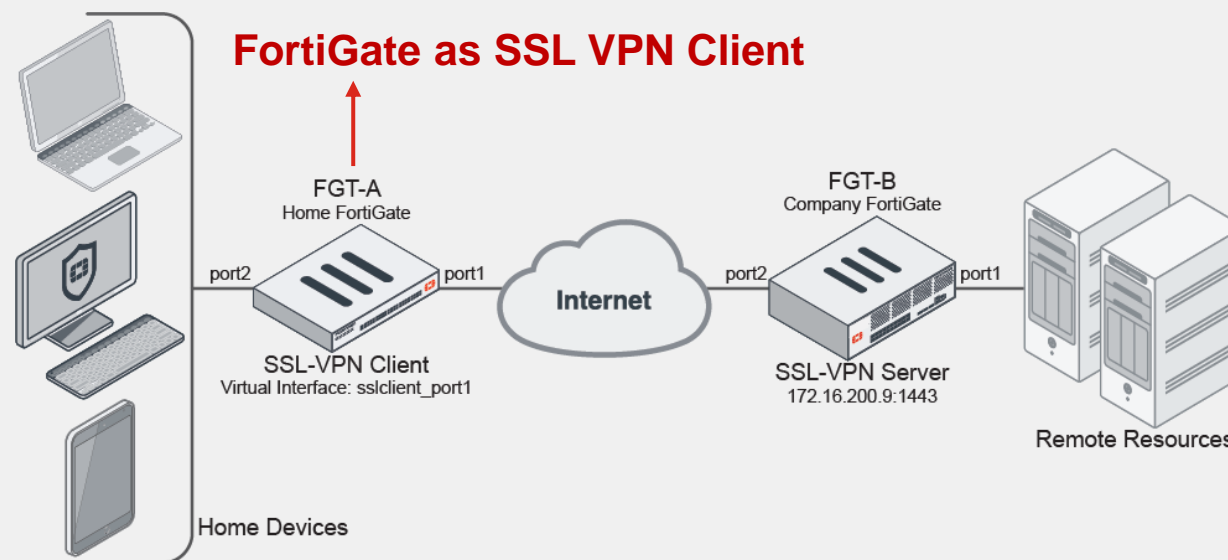 FortiGate as SSL VPN Client
FGT-A
Home FortiGate
port2
port1
SSL-VPN Client
Virtual Interface: sslclient_port1
Internet
FGT-B
Company FortiGate
port2
port1
SSL-VPN Server
172.16.200.9:1443
Remote Resources
Home Devices